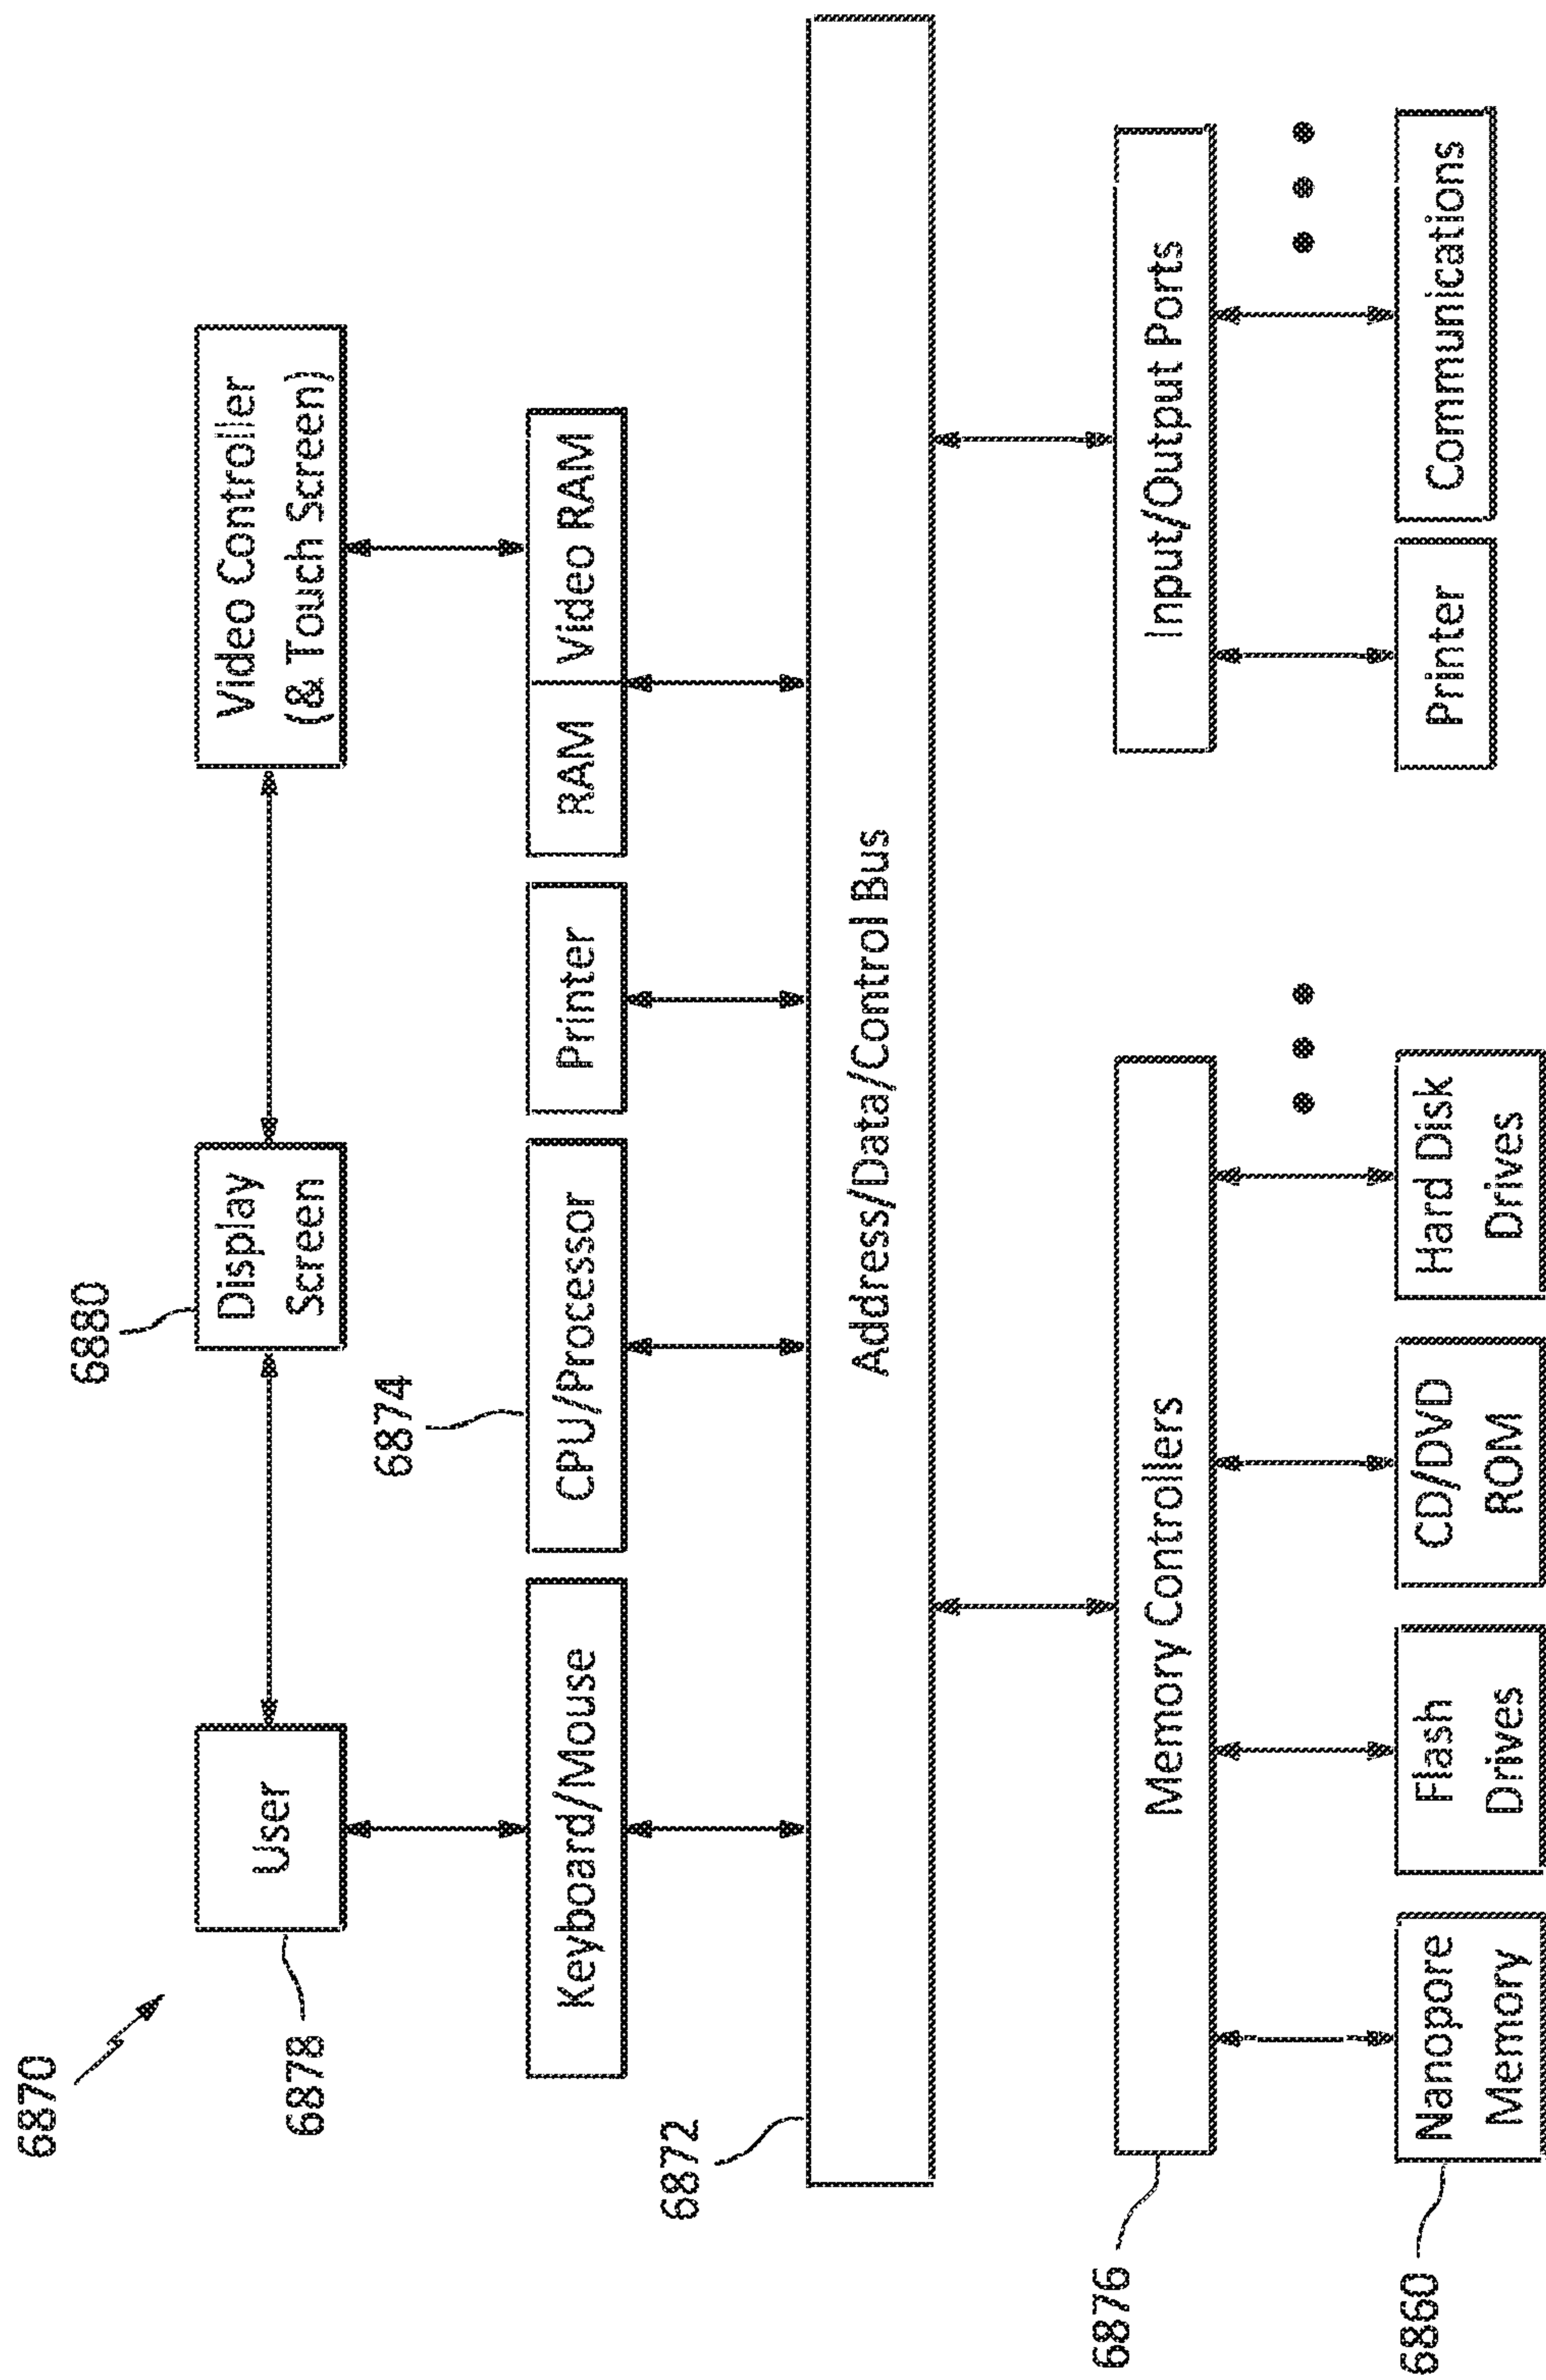 6870
6878
User
6880
Display
Screen
Video Controller
(& Touch Screen)
6874
Keyboard/Mouse
CPU/Processor
Printer
RAM
Video RAM
6872
Address/Data/Control Bus
6876
Memory Controllers
Input/Output Ports
6860
Nanopore
Memory
Flash
Drives
CD/DVD
ROM
Hard Disk
Drives
Printer
Communications